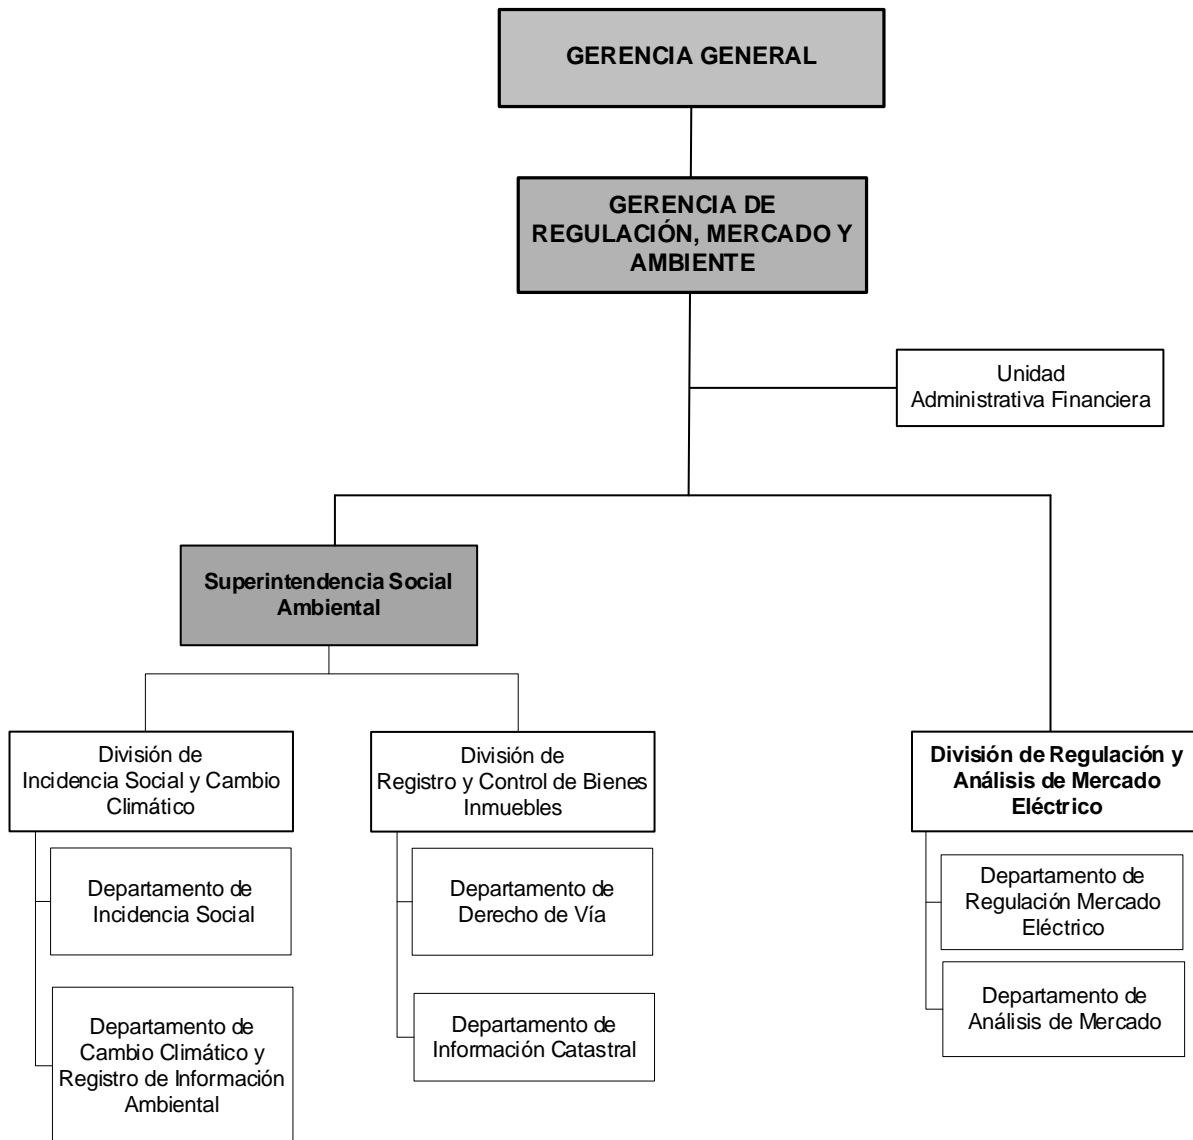 GERENCIA GENERAL
GERENCIA DE
REGULACIÓN, MERCADO Y
AMBIENTE
Unidad
Administrativa Financiera
Superintendencia Social
Ambiental
División de
Incidencia Social y Cambio
Climático
División de
Registro y Control de Bienes
Inmuebles
División de Regulación y
Análisis de Mercado
Eléctrico
Departamento de
Incidencia Social
Departamento de
Derecho de Vía
Departamento de
Regulación Mercado
Eléctrico
Departamento de
Cambio Climático y
Registro de Información
Ambiental
Departamento de
Información Catastral
Departamento de
Análisis de Mercado